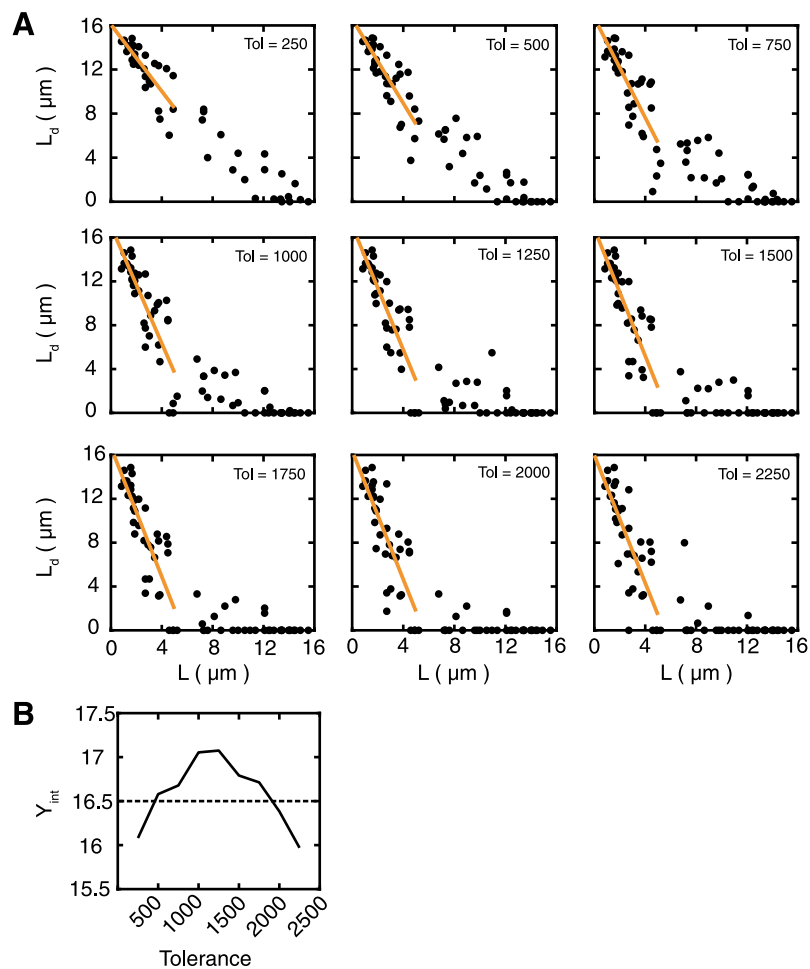 A
16
12
8
4
0
L_d ( µm )
Tol = 250
Tol = 500
Tol = 750
16
12
8
4
0
L_d ( µm )
Tol = 1000
Tol = 1250
Tol = 1500
16
12
8
4
0
L_d ( µm )
Tol = 1750
Tol = 2000
Tol = 2250
0 4 8 12 16
0 4 8 12 16
0 4 8 12 16
L ( µm )
L ( µm )
L ( µm )
B
17.5
17
16.5
16
15.5
Y_int
500 1000 1500 2000 2500
Tolerance